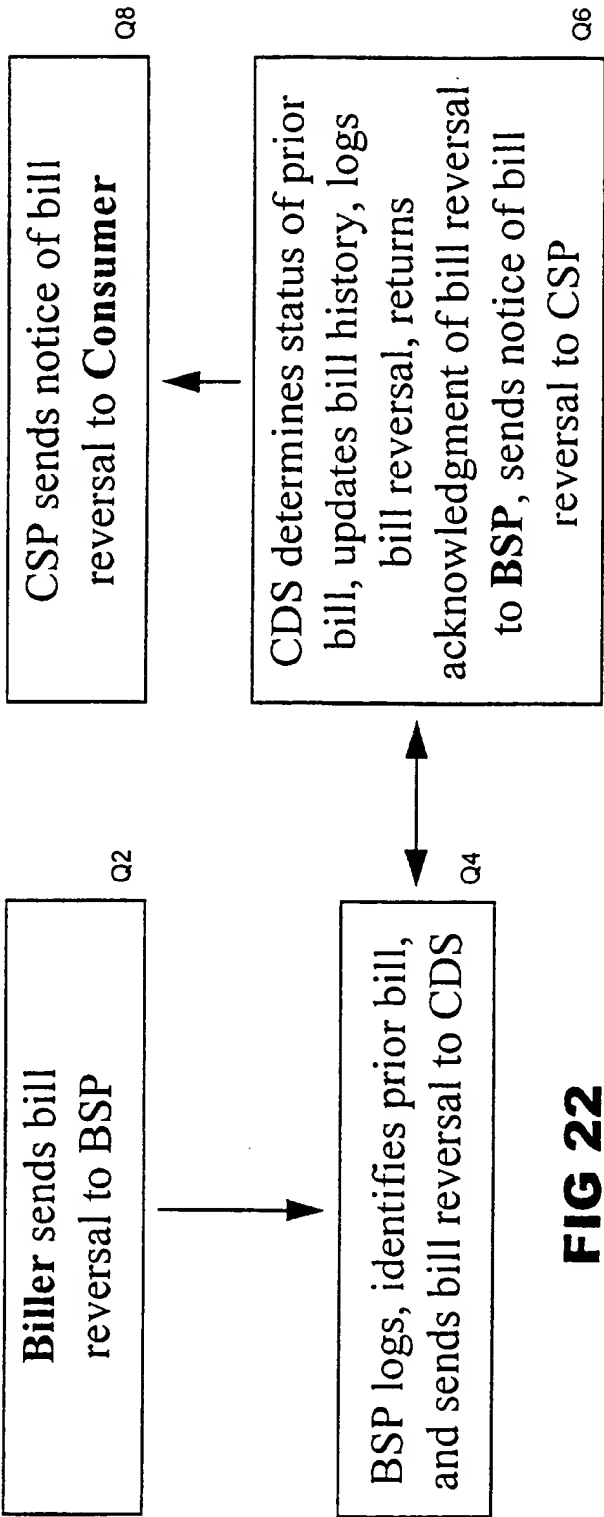 Biller sends bill
reversal to BSP
Q2
BSP logs, identifies prior bill,
and sends bill reversal to CDS
Q4
CSP sends notice of bill
reversal to Consumer
Q8
CDS determines status of prior
bill, updates bill history, logs
bill reversal, returns
acknowledgment of bill reversal
to BSP, sends notice of bill
reversal to CSP
Q6
FIG 22